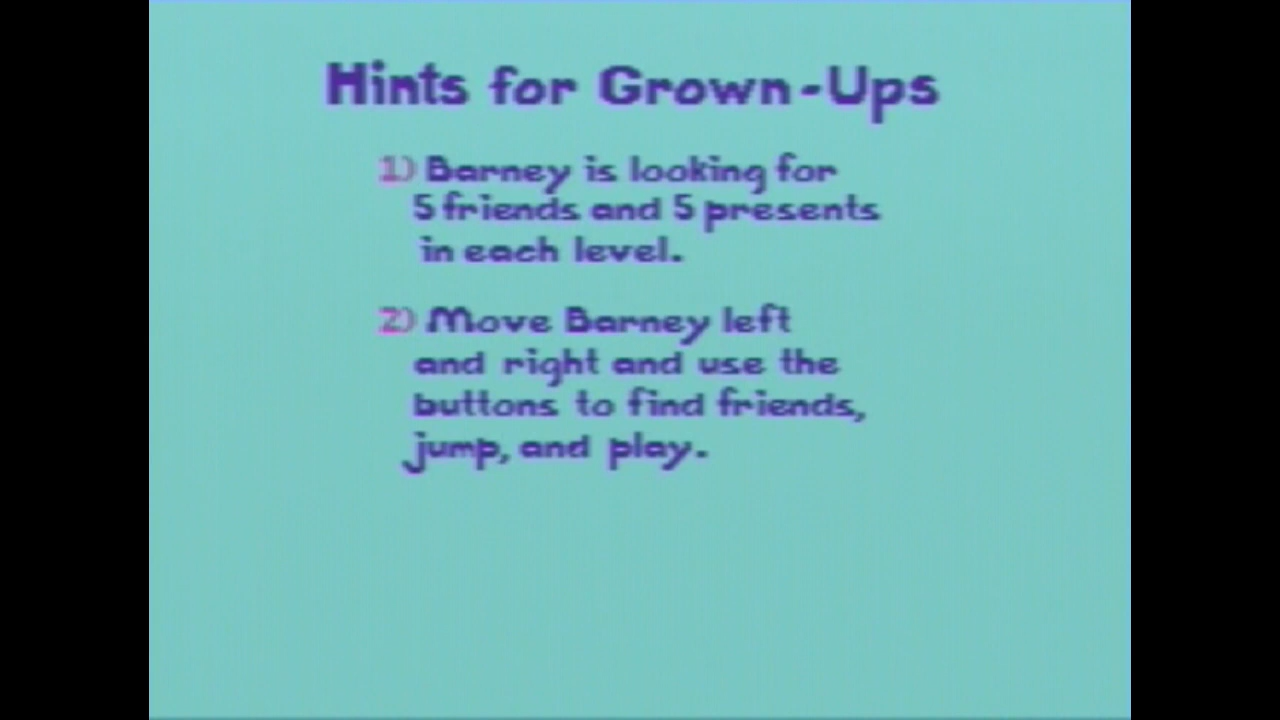 Hints for Grown-Ups
1) Barney is looking for
5 friends and 5 presents
in each level.
2) Move Barney left
and right and use the
buttons to find friends,
jump, and play.